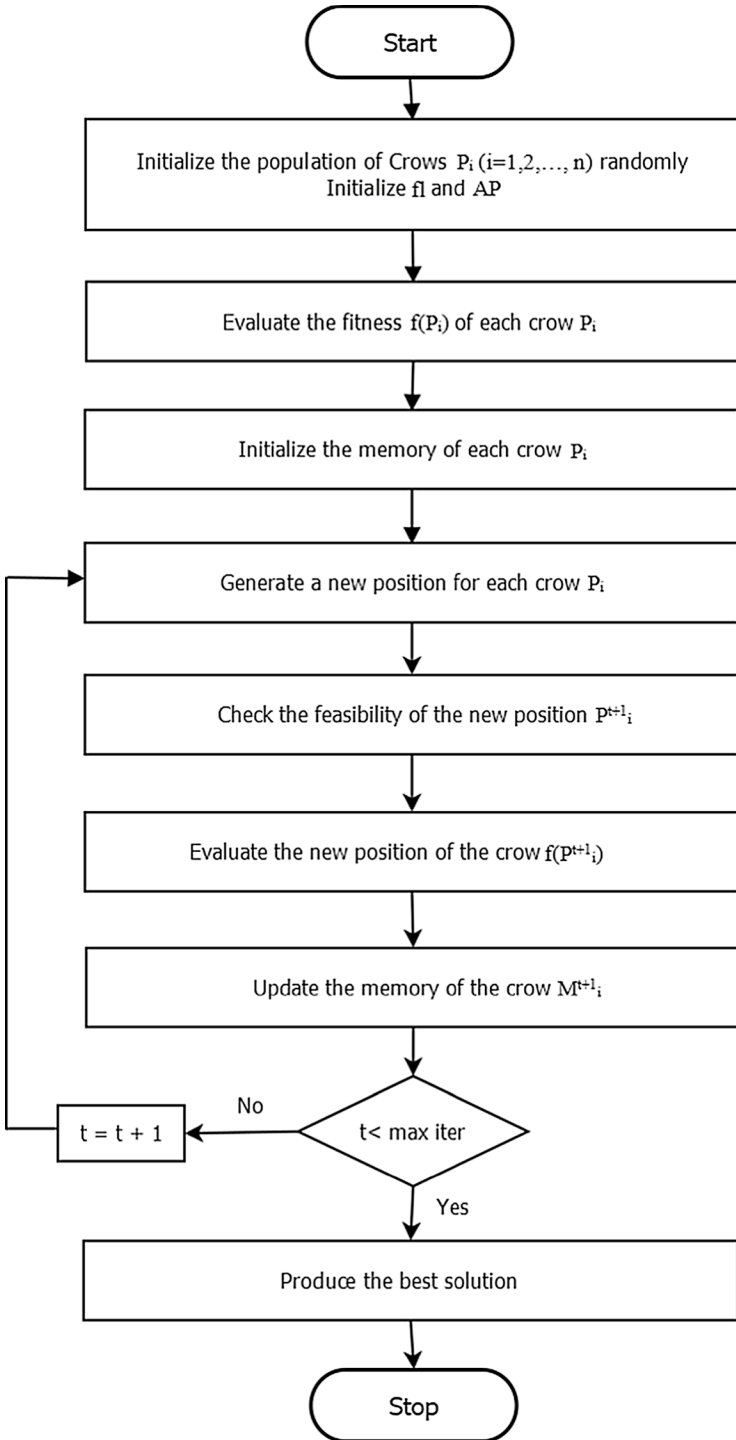 Start
Initialize the population of Crows Pᵢ (i=1,2,..., n) randomly
Initialize fl and AP
Evaluate the fitness f(Pᵢ) of each crow Pᵢ
Initialize the memory of each crow Pᵢ
Generate a new position for each crow Pᵢ
Check the feasibility of the new position Pᵗ⁺¹ᵢ
Evaluate the new position of the crow f(Pᵗ⁺¹ᵢ)
Update the memory of the crow Mᵗ⁺¹ᵢ
t< max iter
No
t = t + 1
Yes
Produce the best solution
Stop